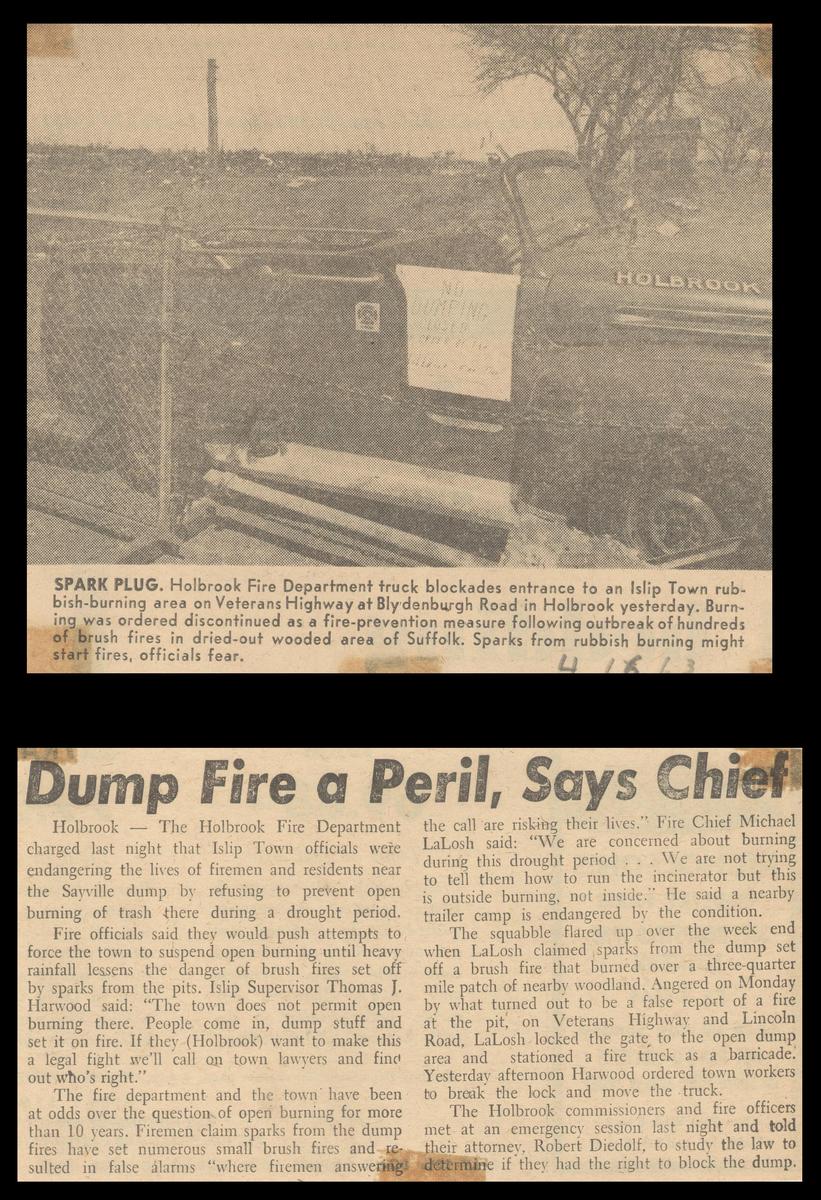 HOLBROOK
NO
DUMPING
SPARK PLUG. Holbrook Fire Department truck blockades entrance to an Islip Town rub-
bish-burning area on Veterans Highway at Blydenburgh Road in Holbrook yesterday. Burn-
ing was ordered discontinued as a fire-prevention measure following outbreak of hundreds
of brush fires in dried-out wooded area of Suffolk. Sparks from rubbish burning might
start fires, officials fear.
4 16 63
Dump Fire a Peril, Says Chief
Holbrook — The Holbrook Fire Department
charged last night that Islip Town officials were
endangering the lives of firemen and residents near
the Sayville dump by refusing to prevent open
burning of trash there during a drought period.
Fire officials said they would push attempts to
force the town to suspend open burning until heavy
rainfall lessens the danger of brush fires set off
by sparks from the pits. Islip Supervisor Thomas J.
Harwood said: “The town does not permit open
burning there. People come in, dump stuff and
set it on fire. If they (Holbrook) want to make this
a legal fight we’ll call on town lawyers and find
out who’s right.”
The fire department and the town have been
at odds over the question of open burning for more
than 10 years. Firemen claim sparks from the dump
fires have set numerous small brush fires and re-
sulted in false alarms “where firemen answering
the call are risking their lives.” Fire Chief Michael
LaLosh said: “We are concerned about burning
during this drought period . . . We are not trying
to tell them how to run the incinerator but this
is outside burning, not inside.” He said a nearby
trailer camp is endangered by the condition.
The squabble flared up over the week end
when LaLosh claimed sparks from the dump set
off a brush fire that burned over a three-quarter
mile patch of nearby woodland. Angered on Monday
by what turned out to be a false report of a fire
at the pit, on Veterans Highway and Lincoln
Road, LaLosh locked the gate to the open dump
area and stationed a fire truck as a barricade.
Yesterday afternoon Harwood ordered town workers
to break the lock and move the truck.
The Holbrook commissioners and fire officers
met at an emergency session last night and told
their attorney, Robert Diedolf, to study the law to
determine if they had the right to block the dump.